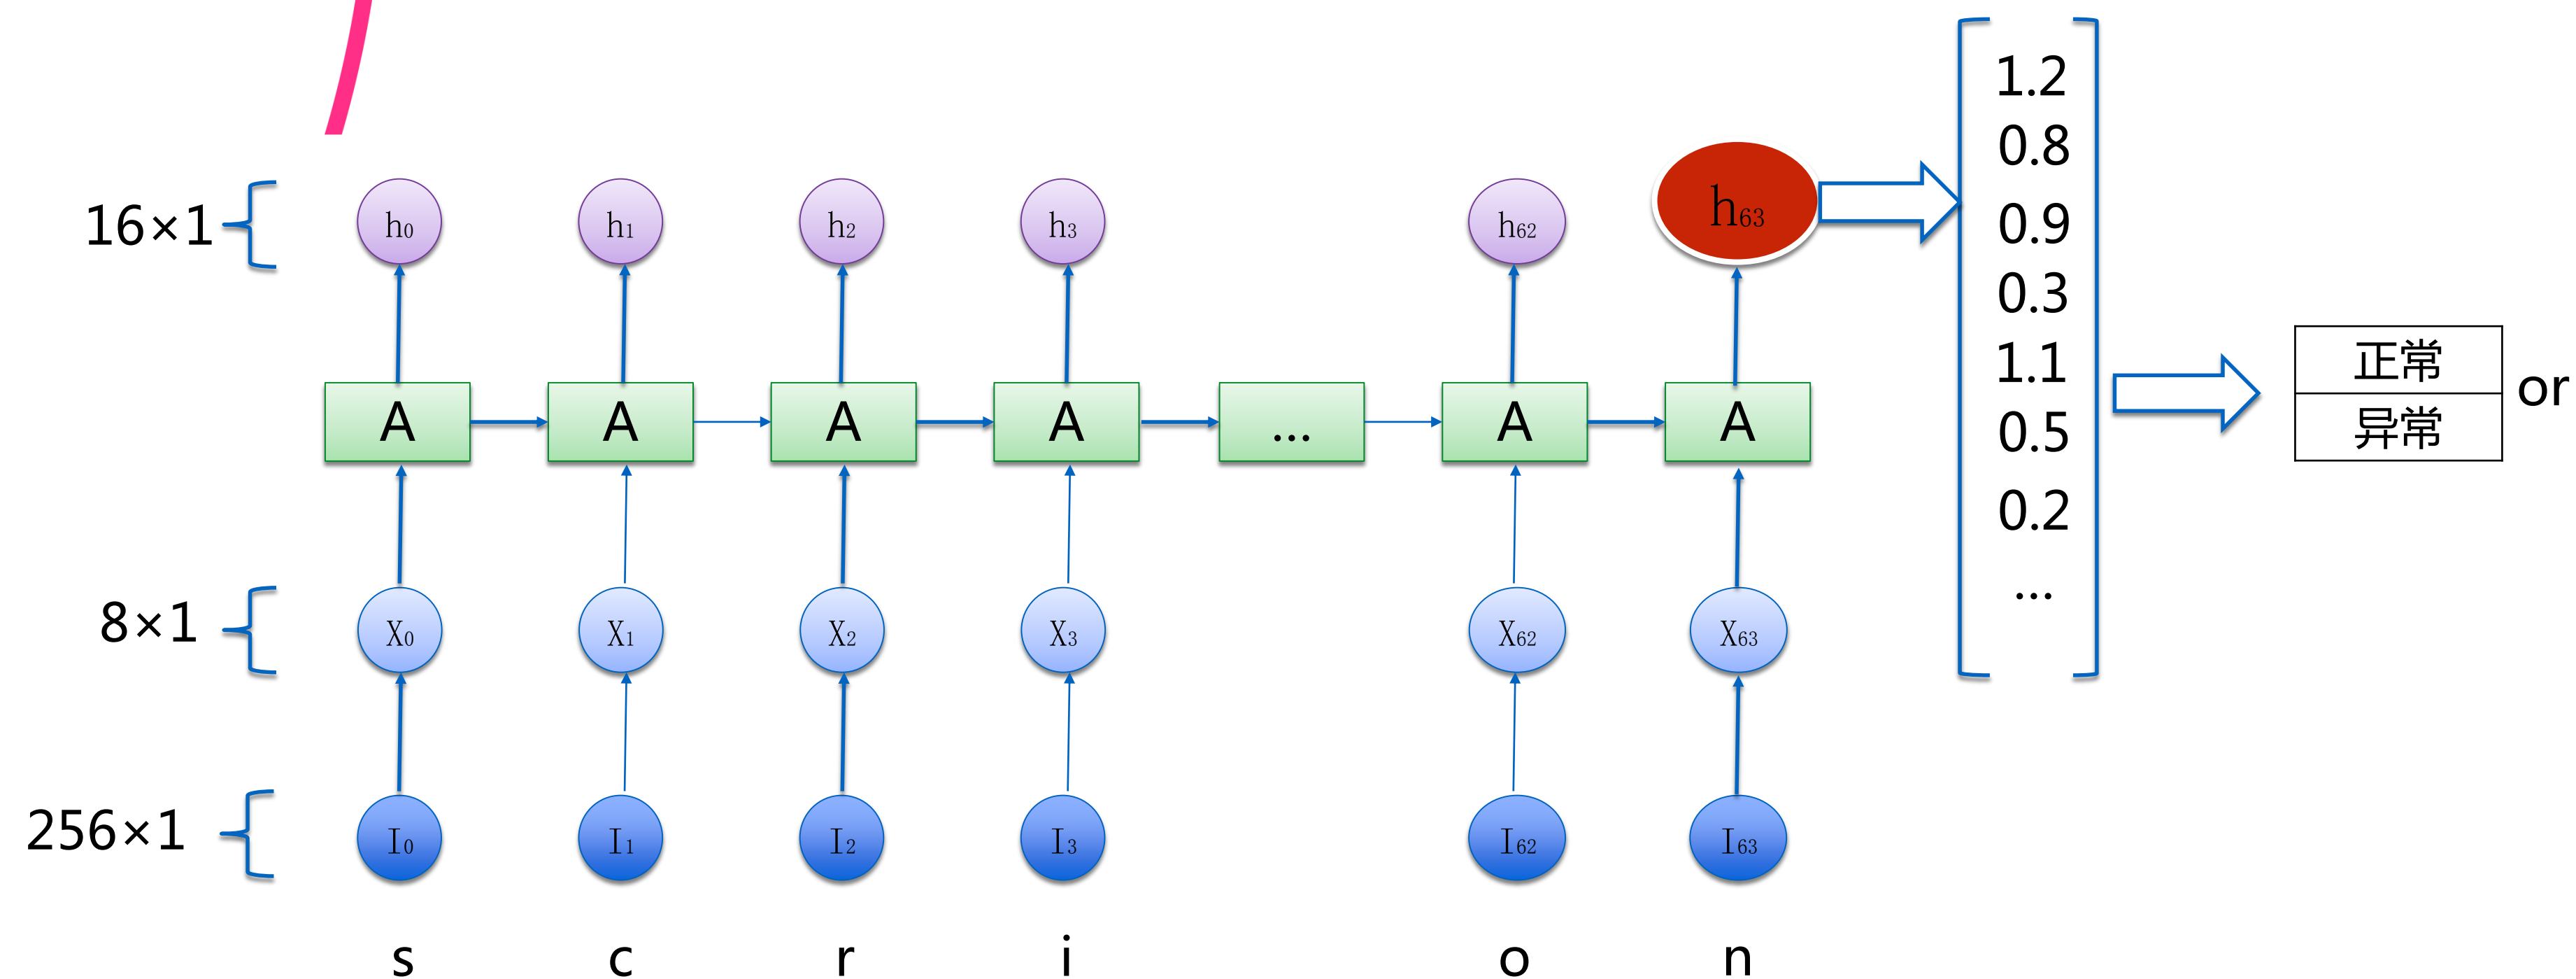 16×1
h0 h1 h2 h3 h62 h63
A A A A ... A A
8×1
X0 X1 X2 X3 X62 X63
256×1
I0 I1 I2 I3 I62 I63
s c r i o n
1.2
0.8
0.9
0.3
1.1
0.5
0.2
...
正常
异常
or